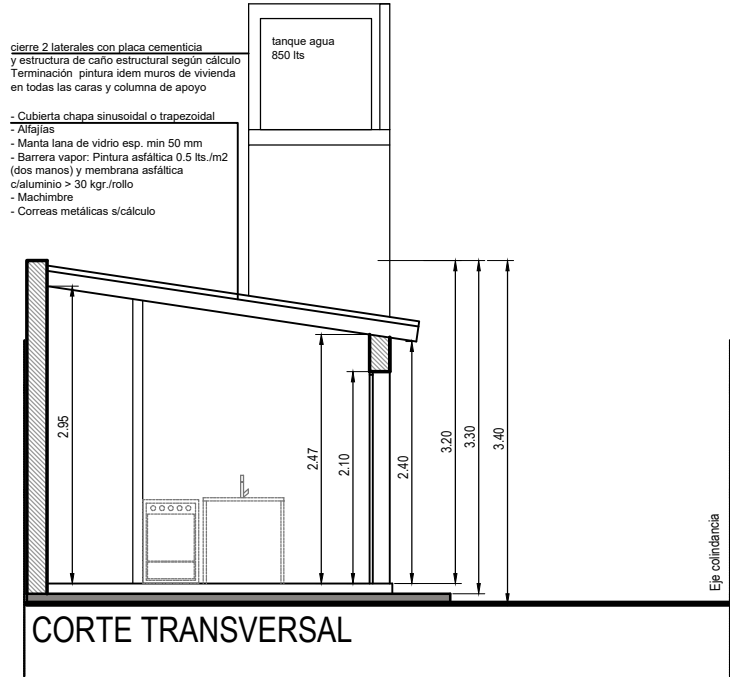 cierre 2 laterales con placa cementicia
y estructura de caño estructural según cálculo
Terminación pintura idem muros de vivienda
en todas las caras y columna de apoyo
- Cubierta chapa sinusoidal o trapezoidal
- Alfajías
- Manta lana de vidrio esp. min 50 mm
- Barrera vapor: Pintura asfáltica 0.5 lts./m2
(dos manos) y membrana asfáltica
c/aluminio > 30 kgr./rollo
- Machimbre
- Correas metálicas s/cálculo
tanque agua
850 lts
2.95
2.47
2.10
2.40
3.20
3.30
3.40
Eje colindancia
CORTE TRANSVERSAL